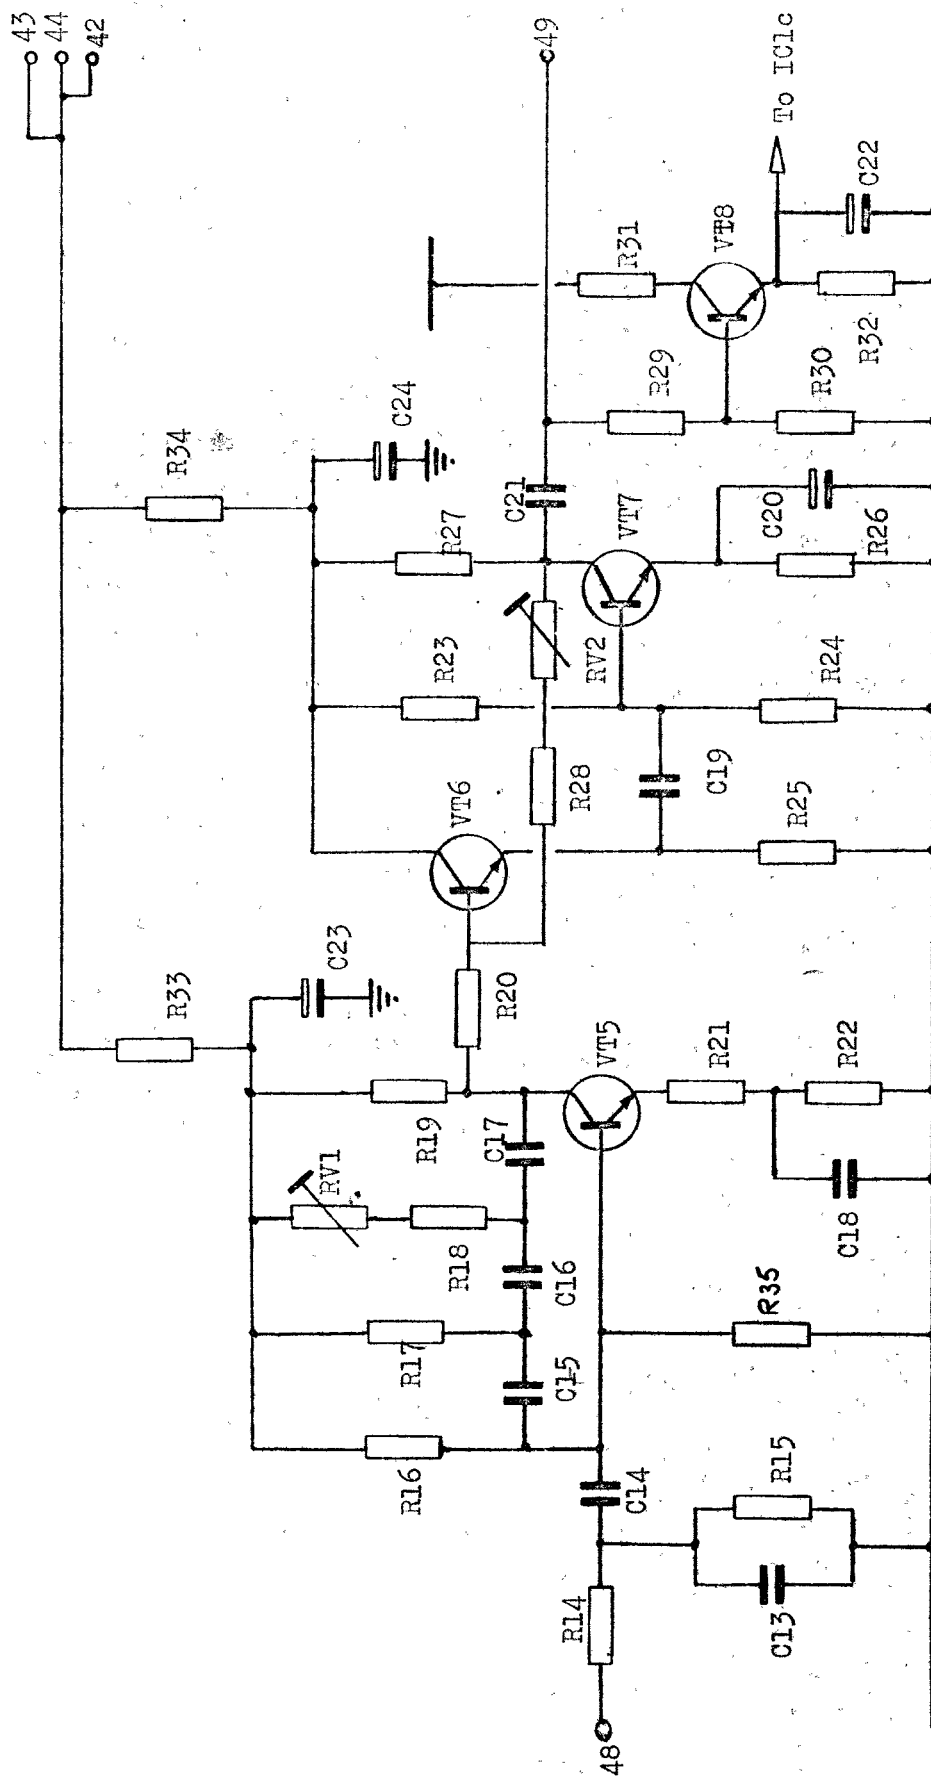 43
44
42
49
To IC1c
C22
VT8
R31
R32
R29
R30
C24
R34
C21
R27
VT7
C20
R26
R23
RV2
R24
R28
C19
VT6
R25
C23
R33
R20
VT5
R21
R22
R19
C17
RV1
C18
R18
C16
R35
R17
C15
R16
C14
R15
R14
C13
48